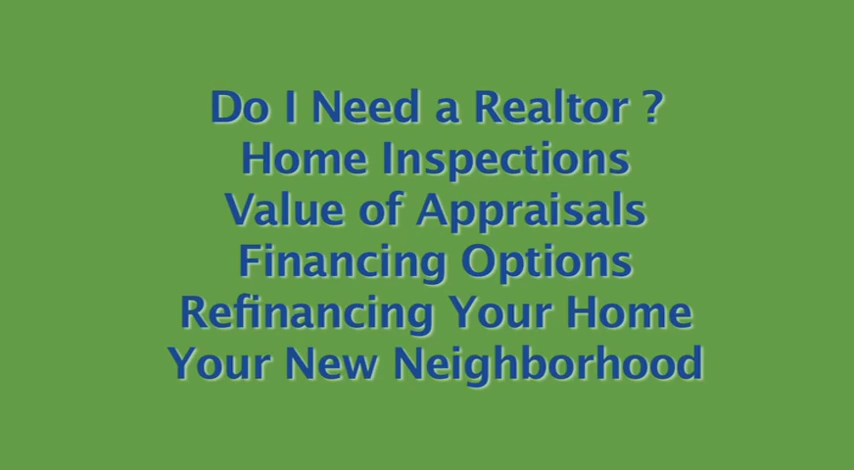 Do I Need a Realtor ?
Home Inspections
Value of Appraisals
Financing Options
Refinancing Your Home
Your New Neighborhood